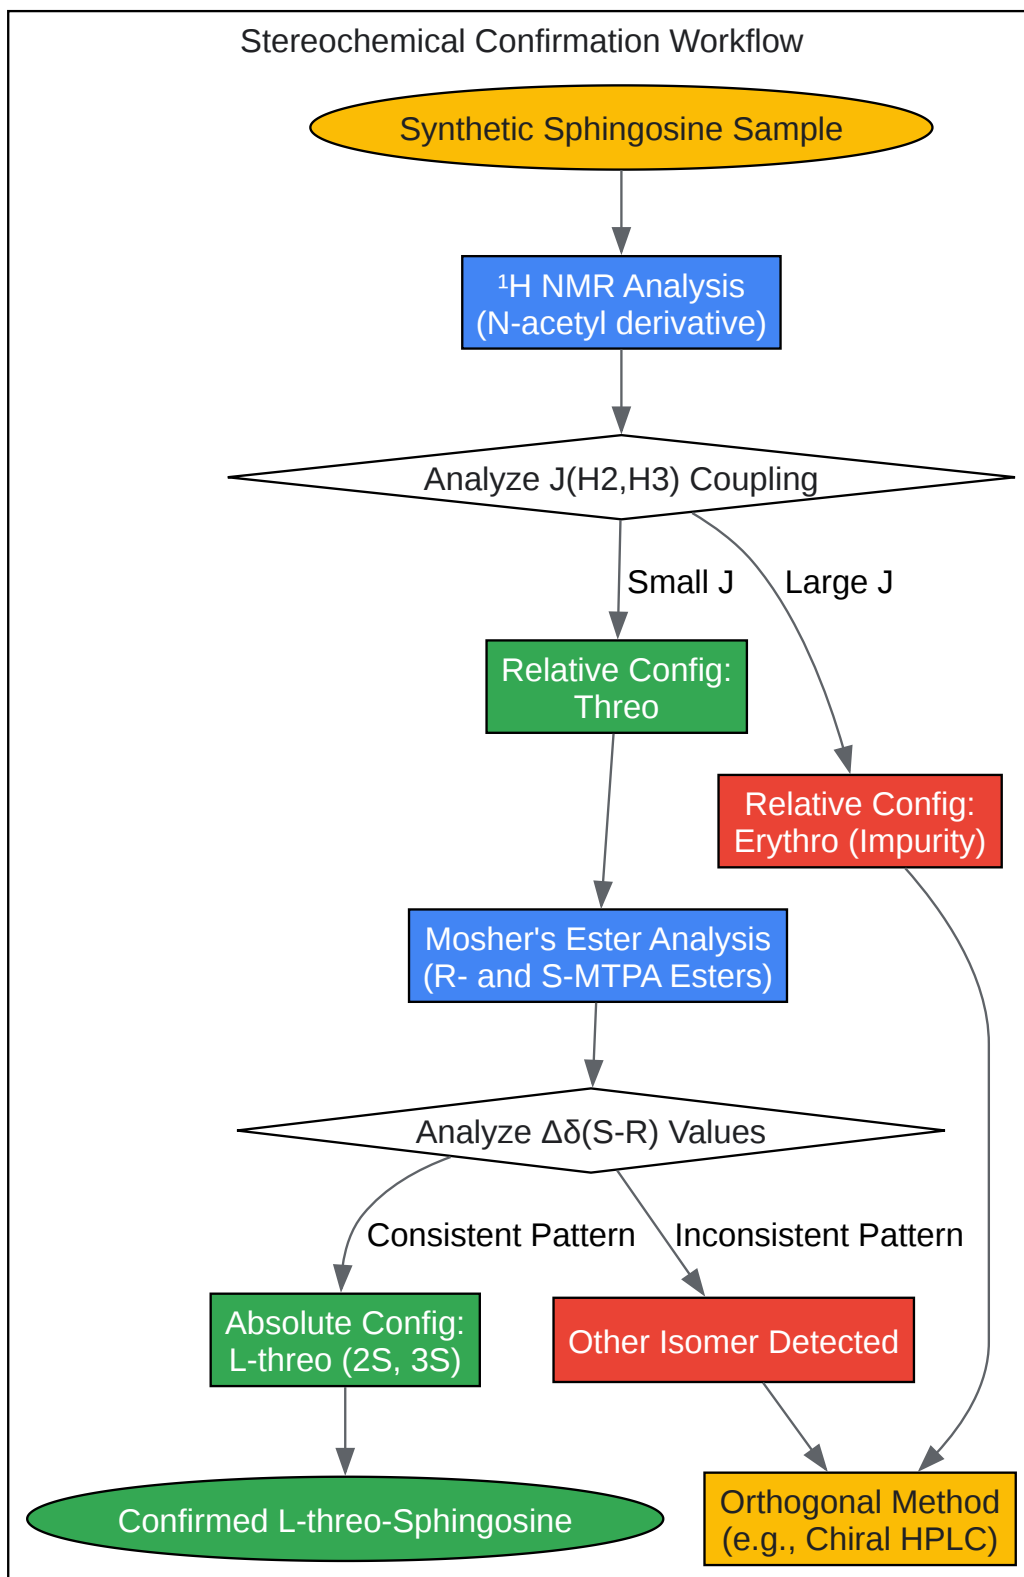 Stereochemical Confirmation Workflow
Synthetic Sphingosine Sample
¹H NMR Analysis
(N-acetyl derivative)
Analyze J(H2,H3) Coupling
Small J
Large J
Relative Config:
Threo
Relative Config:
Erythro (Impurity)
Mosher's Ester Analysis
(R- and S-MTPA Esters)
Analyze Δδ(S-R) Values
Consistent Pattern
Inconsistent Pattern
Absolute Config:
L-threo (2S, 3S)
Other Isomer Detected
Confirmed L-threo-Sphingosine
Orthogonal Method
(e.g., Chiral HPLC)